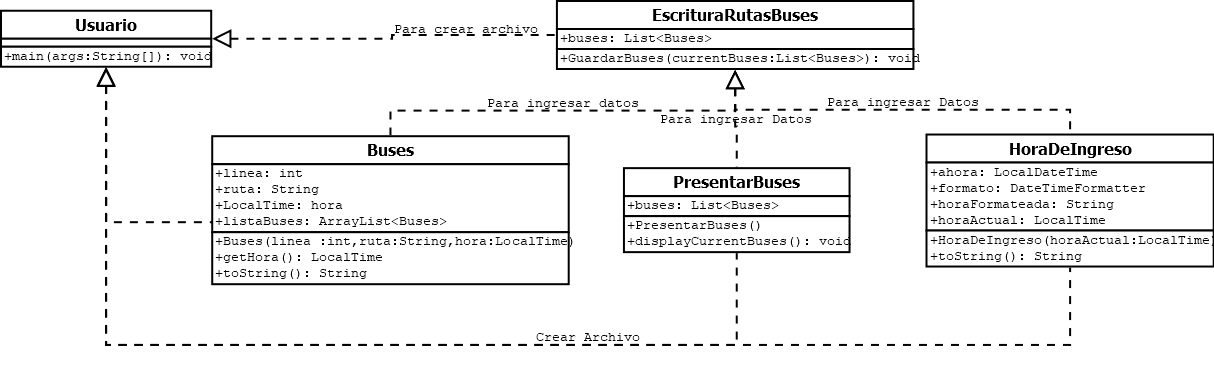 Usuario
+main(args:String[]): void
Para crear archivo
EscrituraRutasBuses
+buses: List<Buses>
+GuardarBuses(currentBuses:List<Buses>): void
Para ingresar datos
Para ingresar Datos
Para ingresar Datos
Buses
+linea: int
+ruta: String
+LocalTime: hora
+listaBuses: ArrayList<Buses>
+Buses(linea :int,ruta:String,hora:LocalTime)
+getHora(): LocalTime
+toString(): String
PresentarBuses
+buses: List<Buses>
+PresentarBuses()
+displayCurrentBuses(): void
HoraDeIngreso
+ahora: LocalDateTime
+formato: DateTimeFormatter
+horaFormateada: String
+horaActual: LocalTime
+HoraDeIngreso(horaActual:LocalTime)
+toString(): String
Crear Archivo